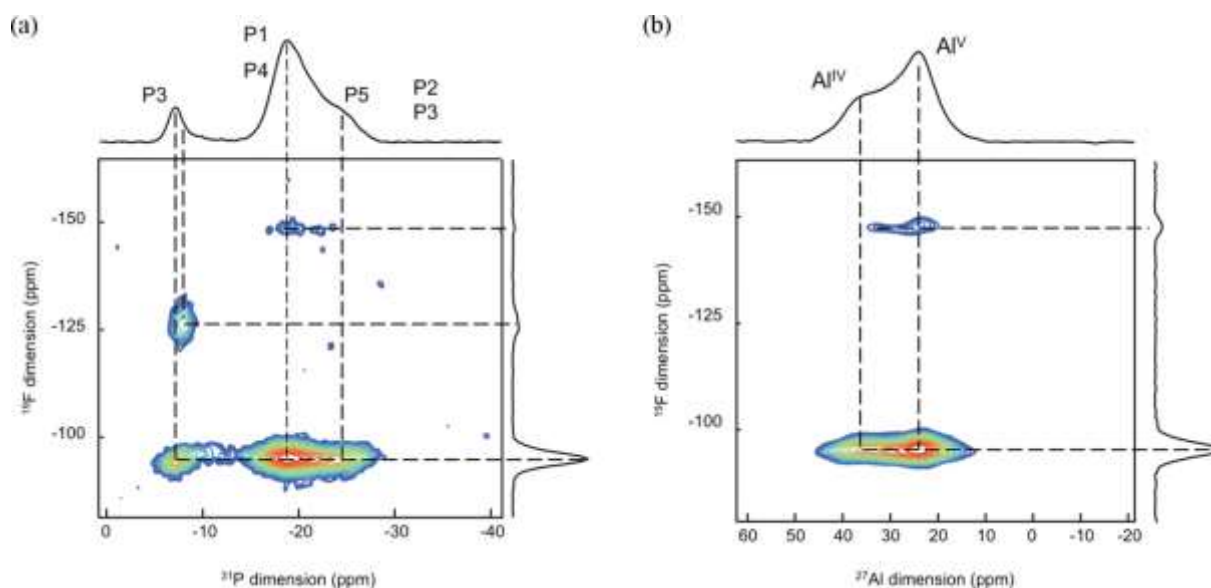 (a)
P1
P4
P3
P5
P2
P3
-150
-125
-100
¹⁹F dimension (ppm)
0 -10 -20 -30 -40
³¹P dimension (ppm)
(b)
Al^V
Al^IV
-150
-125
-100
¹⁹F dimension (ppm)
60 50 40 30 20 10 0 -10 -20
²⁷Al dimension (ppm)